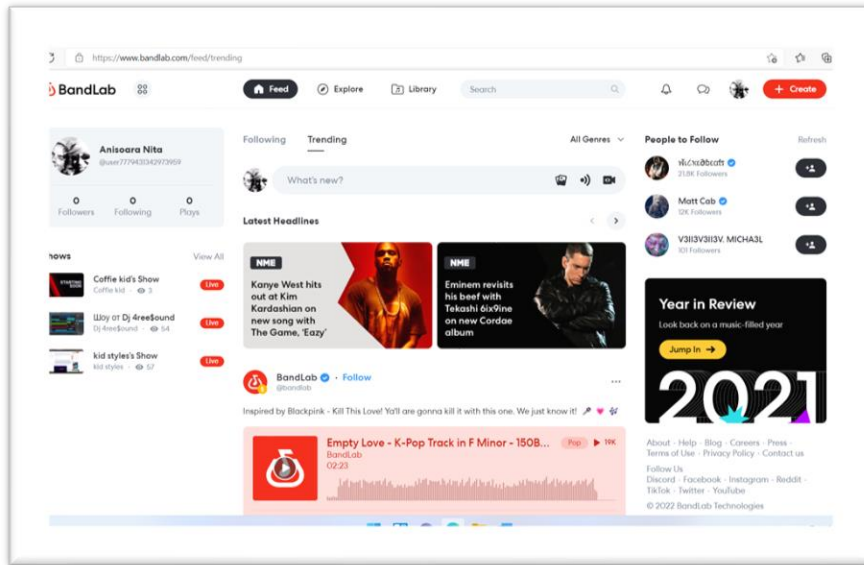 https://www.bandlab.com/feed/trending
BandLab
Feed
Explore
Library
Search
Create
Anisoara Nita
@user7779431342973959
0 0 0
Followers Following Plays
hows View All
Coffie kid's Show
Coffie kid · 3
Live
STARTING SOON
Шоу от Dj 4ree$ound
Dj 4ree$ound · 54
Live
kid styles's Show
kid styles · 57
Live
Following Trending All Genres
What's new?
Latest Headlines
NME
Kanye West hits
out at Kim
Kardashian on
new song with
The Game, 'Eazy'
NME
Eminem revisits
his beef with
Tekashi 6ix9ine
on new Cordae
album
BandLab · Follow
@bandlab
Inspired by Blackpink - Kill This Love! Ya'll are gonna kill it with this one. We just know it!
Empty Love - K-Pop Track in F Minor - 150B...
Pop 19K
BandLab
02:23
People to Follow Refresh
21.8K Followers
Matt Cab
12K Followers
V3II3V3II3V. MICHA3L
101 Followers
Year in Review
Look back on a music-filled year
Jump In
2021
About · Help · Blog · Careers · Press ·
Terms of Use · Privacy Policy · Contact us
Follow Us
Discord · Facebook · Instagram · Reddit ·
TikTok · Twitter · YouTube
© 2022 BandLab Technologies